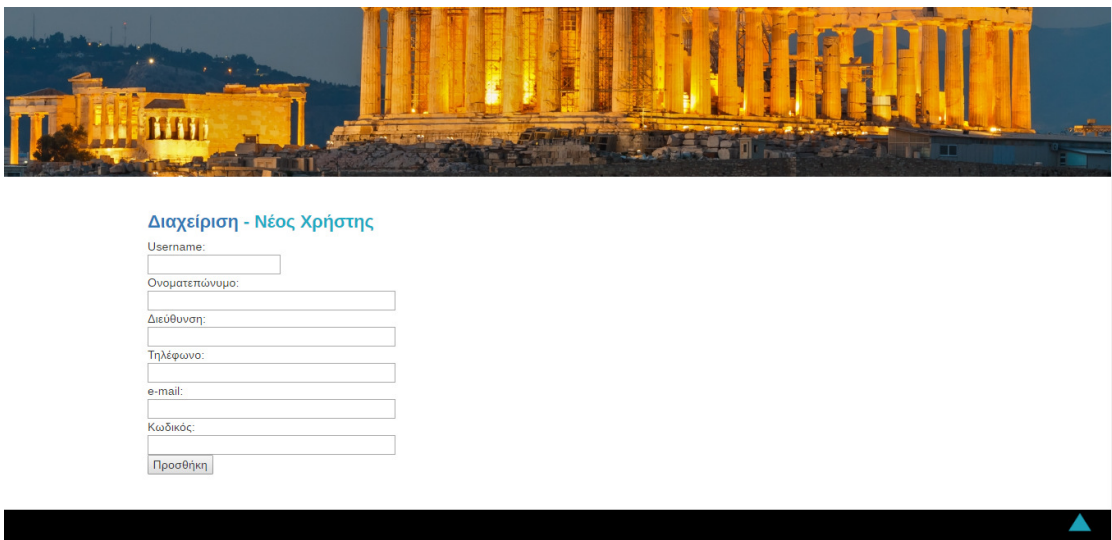 Διαχείριση - Νέος Χρήστης
Username:
Ονοματεπώνυμο:
Διεύθυνση:
Τηλέφωνο:
e-mail:
Κωδικός:
Προσθήκη